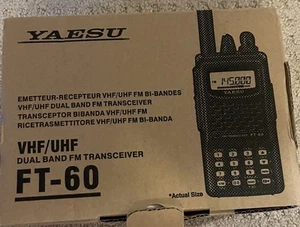 YAESU
EMETTEUR-RECEPTEUR VHF/UHF FM BI-BANDES
VHF/UHF DUAL BAND FM TRANSCEIVER
TRANSCEPTOR BIBANDA VHF/UHF FM
RICETRASMETTITORE VHF/UHF FM BI-BANDA
VHF/UHF
DUAL BAND FM TRANSCEIVER
FT-60
*Actual Size
145.000
YAESU